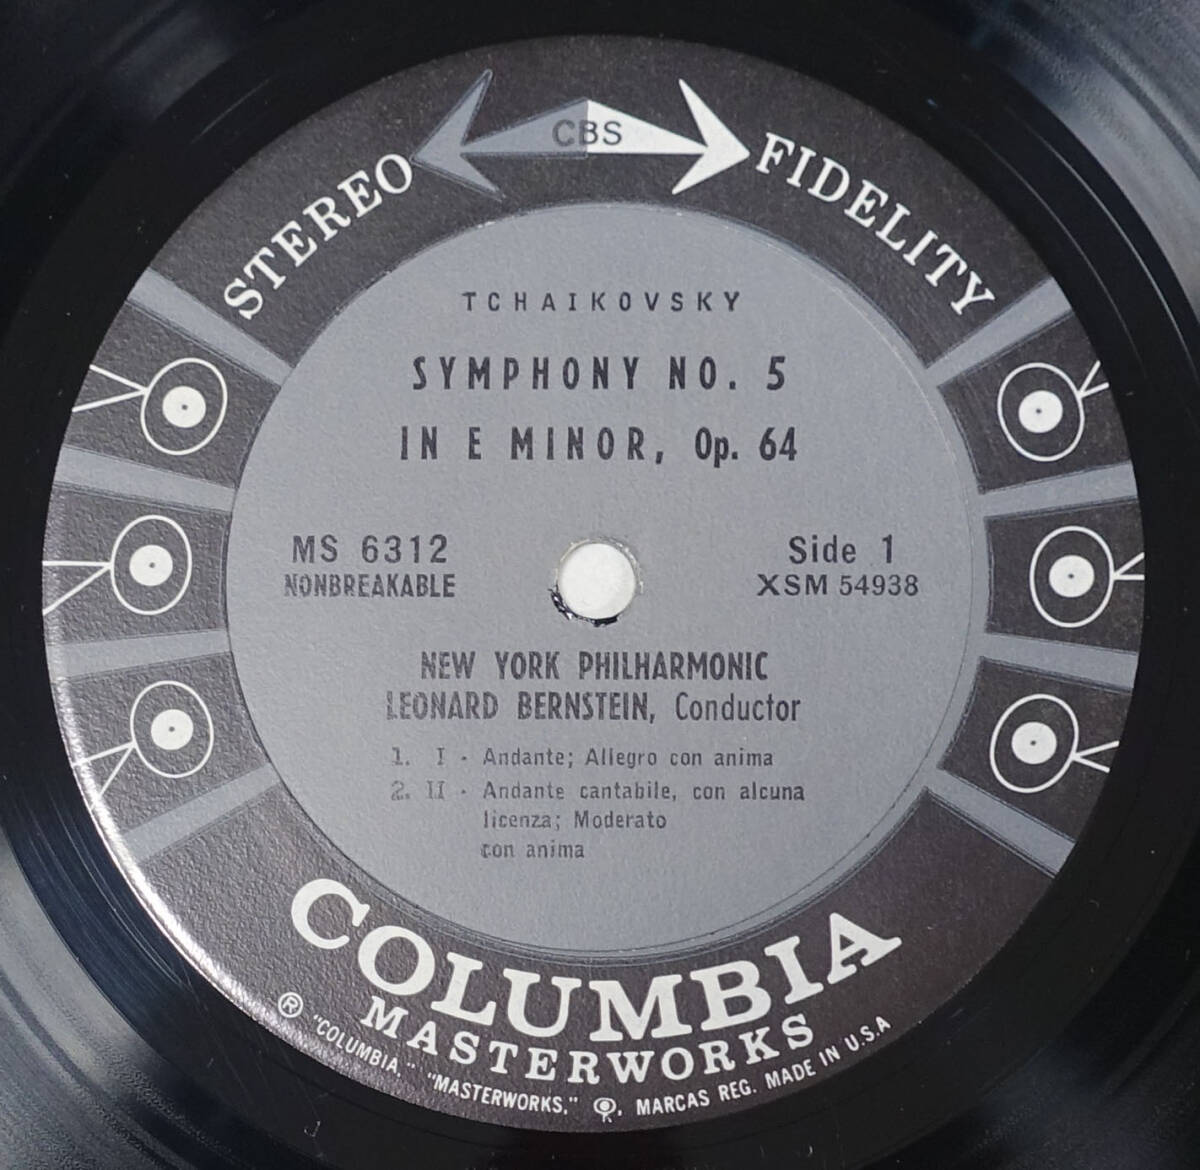 CBS
STEREO FIDELITY
TCHAIKOVSKY
SYMPHONY NO. 5
IN E MINOR, Op. 64
MS 6312
NONBREAKABLE
Side 1
XSM 54938
NEW YORK PHILHARMONIC
LEONARD BERNSTEIN, Conductor
1. I - Andante; Allegro con anima
2. II - Andante cantabile, con alcuna
licenza; Moderato
con anima
COLUMBIA
MASTERWORKS
® "COLUMBIA," "MASTERWORKS," MARCAS REG. MADE IN U.S.A